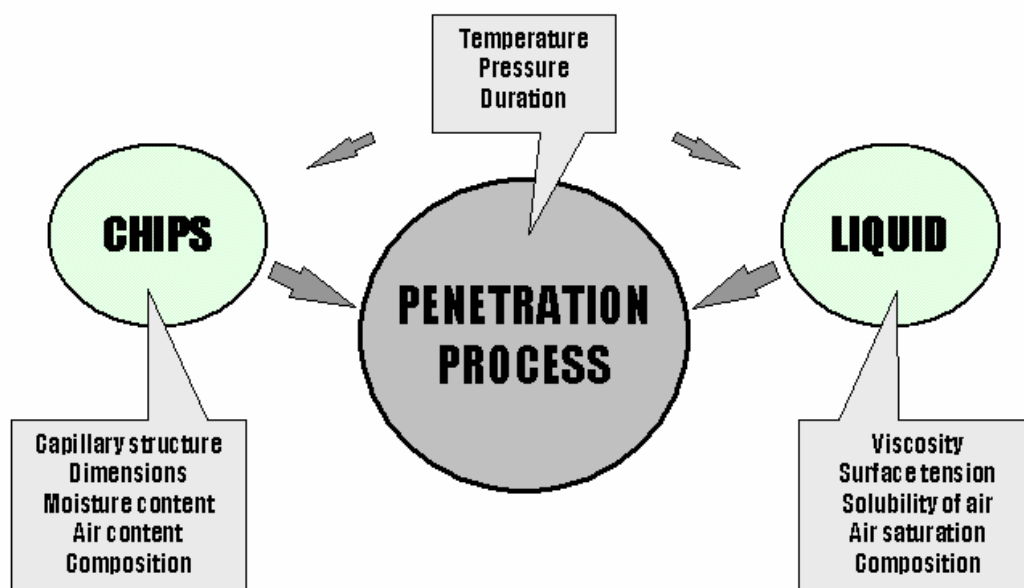 Temperature
Pressure
Duration
CHIPS
LIQUID
PENETRATION
PROCESS
Capillary structure
Dimensions
Moisture content
Air content
Composition
Viscosity
Surface tension
Solubility of air
Air saturation
Composition